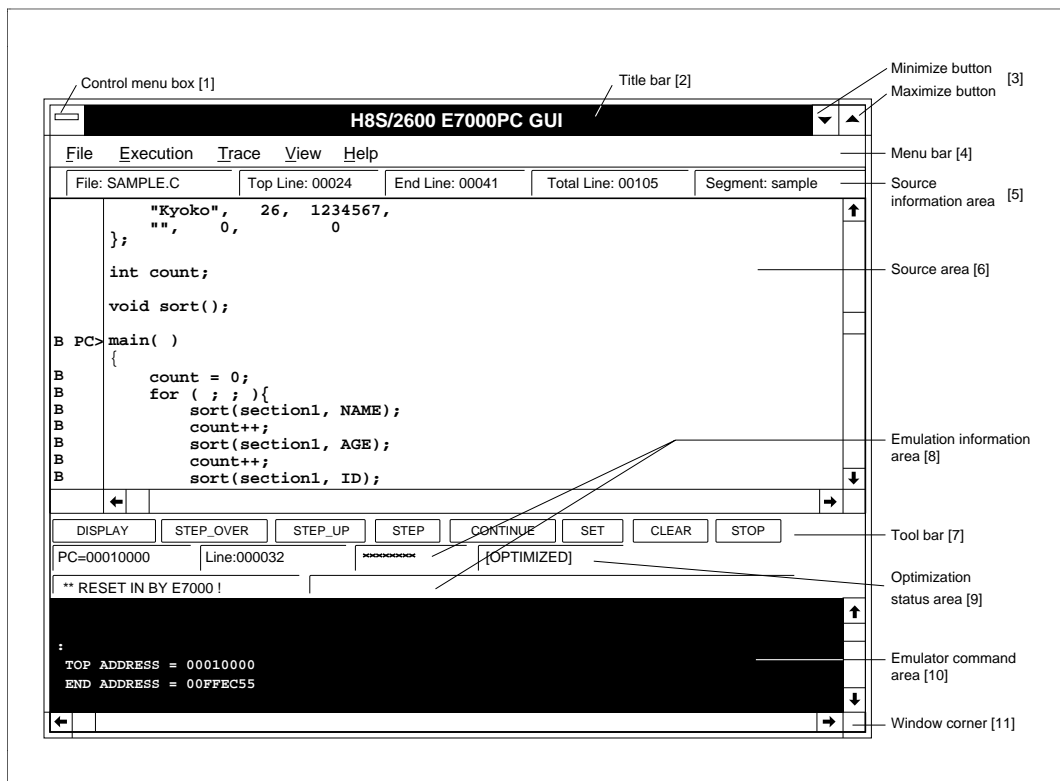 Control menu box [1]
Title bar [2]
Minimize button
Maximize button
[3]
H8S/2600 E7000PC GUI
File Execution Trace View Help
Menu bar [4]
File: SAMPLE.C Top Line: 00024 End Line: 00041 Total Line: 00105 Segment: sample
Source
information area
[5]
"Kyoko", 26, 1234567,
"", 0, 0
};
int count;
Source area [6]
void sort();
B PC> main( )
{
B count = 0;
B for ( ; ; ){
B sort(section1, NAME);
B count++;
B sort(section1, AGE);
B count++;
B sort(section1, ID);
Emulation information
area [8]
DISPLAY STEP_OVER STEP_UP STEP CONTINUE SET CLEAR STOP
Tool bar [7]
PC=00010000 Line:000032 ******** [OPTIMIZED]
** RESET IN BY E7000 !
Optimization
status area [9]
:
TOP ADDRESS = 00010000
END ADDRESS = 00FFEC55
Emulator command
area [10]
Window corner [11]